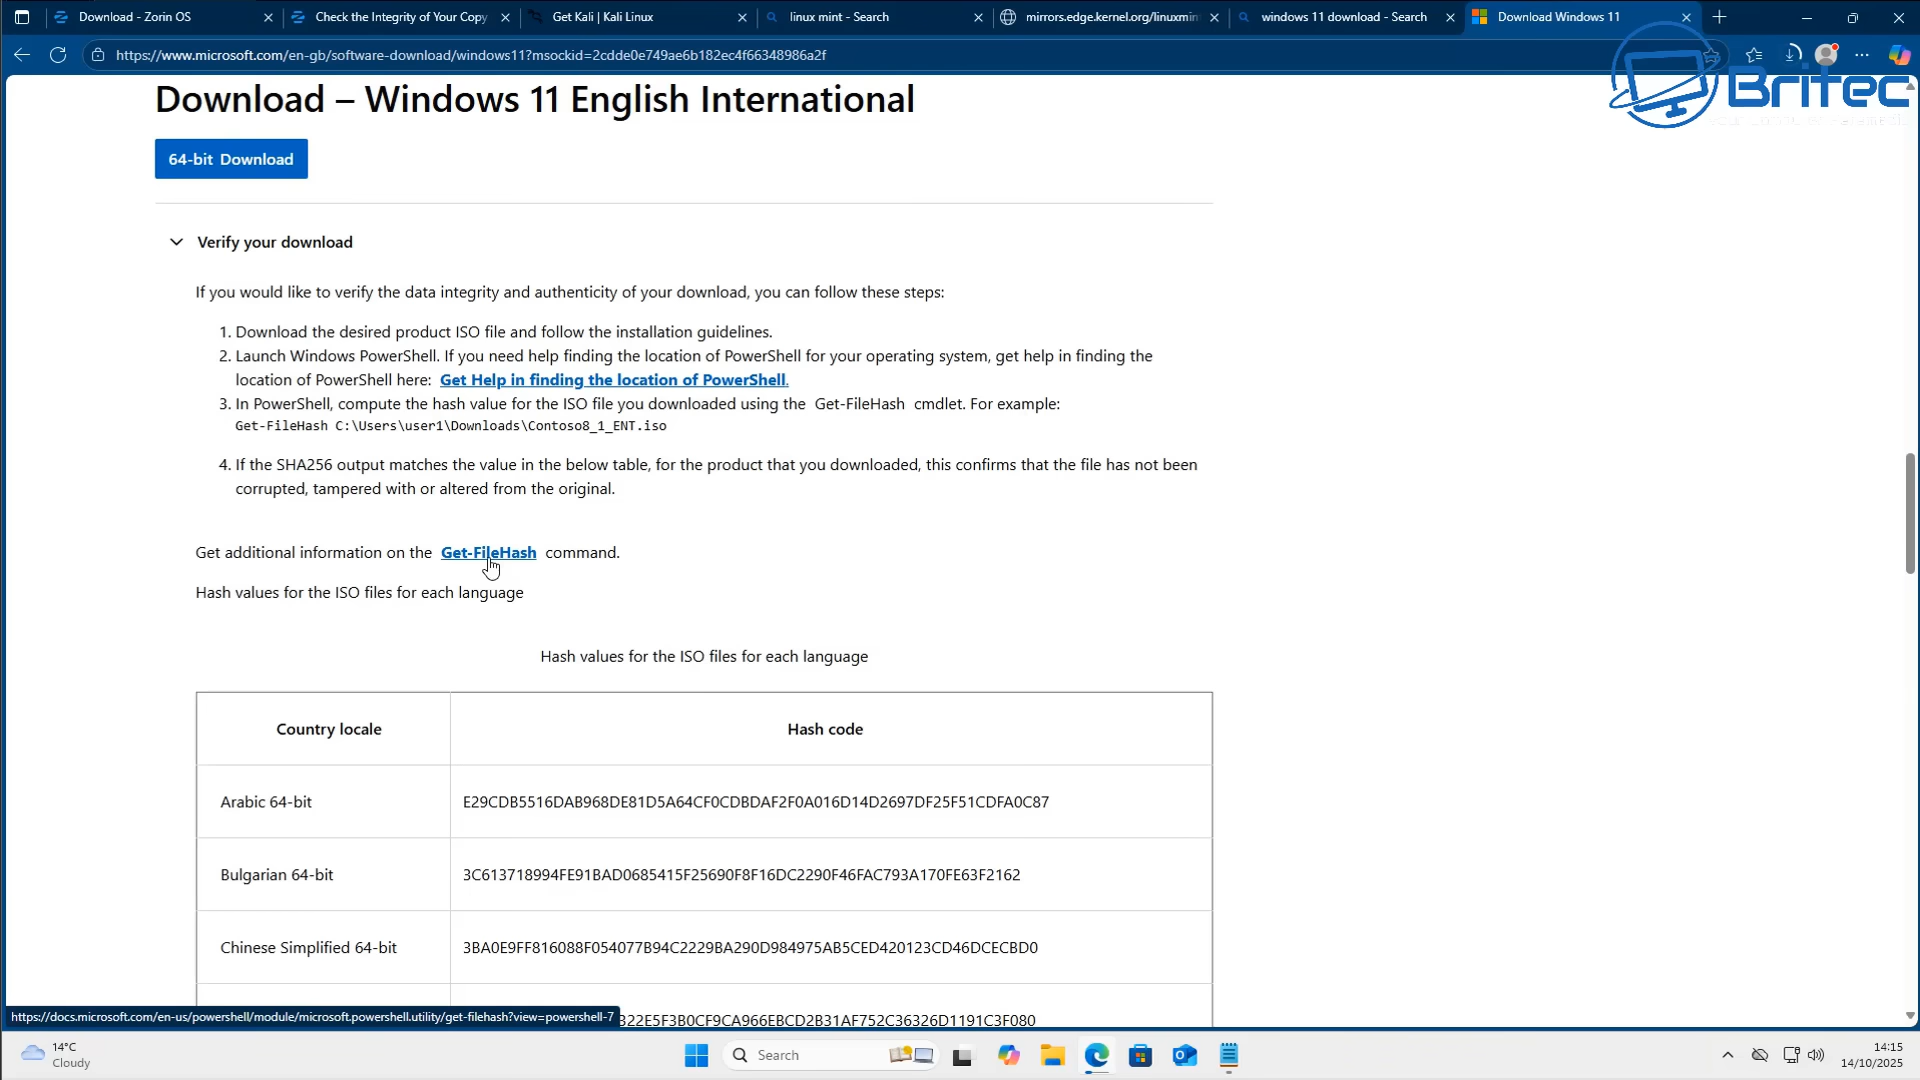 Download - Zorin OS
Check the Integrity of Your Copy
Get Kali | Kali Linux
linux mint - Search
mirrors.edge.kernel.org/linuxmin
windows 11 download - Search
Download Windows 11
https://www.microsoft.com/en-gb/software-download/windows11?msockid=2cdde0e749ae6b182ec4f66348986a2f
Britec
Download – Windows 11 English International
64-bit Download
Verify your download
If you would like to verify the data integrity and authenticity of your download, you can follow these steps:
1. Download the desired product ISO file and follow the installation guidelines.
2. Launch Windows PowerShell. If you need help finding the location of PowerShell for your operating system, get help in finding the
location of PowerShell here: Get Help in finding the location of PowerShell.
3. In PowerShell, compute the hash value for the ISO file you downloaded using the Get-FileHash cmdlet. For example:
Get-FileHash C:\Users\user1\Downloads\Contoso8_1_ENT.iso
4. If the SHA256 output matches the value in the below table, for the product that you downloaded, this confirms that the file has not been
corrupted, tampered with or altered from the original.
Get additional information on the Get-FileHash command.
Hash values for the ISO files for each language
Hash values for the ISO files for each language
Country locale Hash code
Arabic 64-bit E29CDB5516DAB968DE81D5A64CF0CDBDAF2F0A016D14D2697DF25F51CDFA0C87
Bulgarian 64-bit 3C613718994FE91BAD0685415F25690F8F16DC2290F46FAC793A170FE63F2162
Chinese Simplified 64-bit 3BA0E9FF816088F054077B94C2229BA290D984975AB5CED420123CD46DCECBD0
https://docs.microsoft.com/en-us/powershell/module/microsoft.powershell.utility/get-filehash?view=powershell-7
322E5F3B0CF9CA966EBCD2B31AF752C36326D1191C3F080
14°C
Cloudy
Search
14:15
14/10/2025